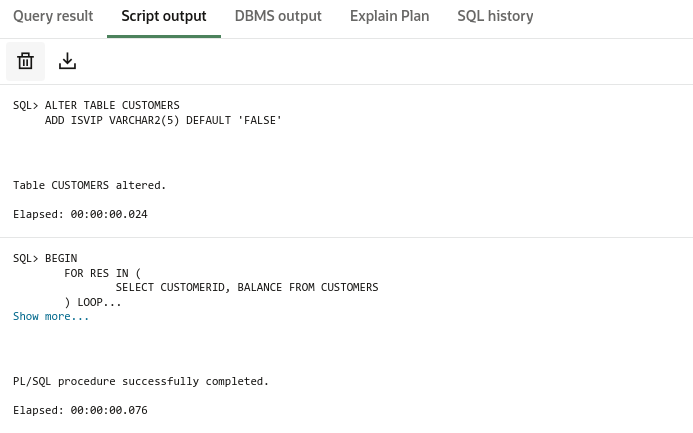 Query result Script output DBMS output Explain Plan SQL history
SQL> ALTER TABLE CUSTOMERS
     ADD ISVIP VARCHAR2(5) DEFAULT 'FALSE'
Table CUSTOMERS altered.
Elapsed: 00:00:00.024
SQL> BEGIN
        FOR RES IN (
                SELECT CUSTOMERID, BALANCE FROM CUSTOMERS
        ) LOOP...
Show more...
PL/SQL procedure successfully completed.
Elapsed: 00:00:00.076